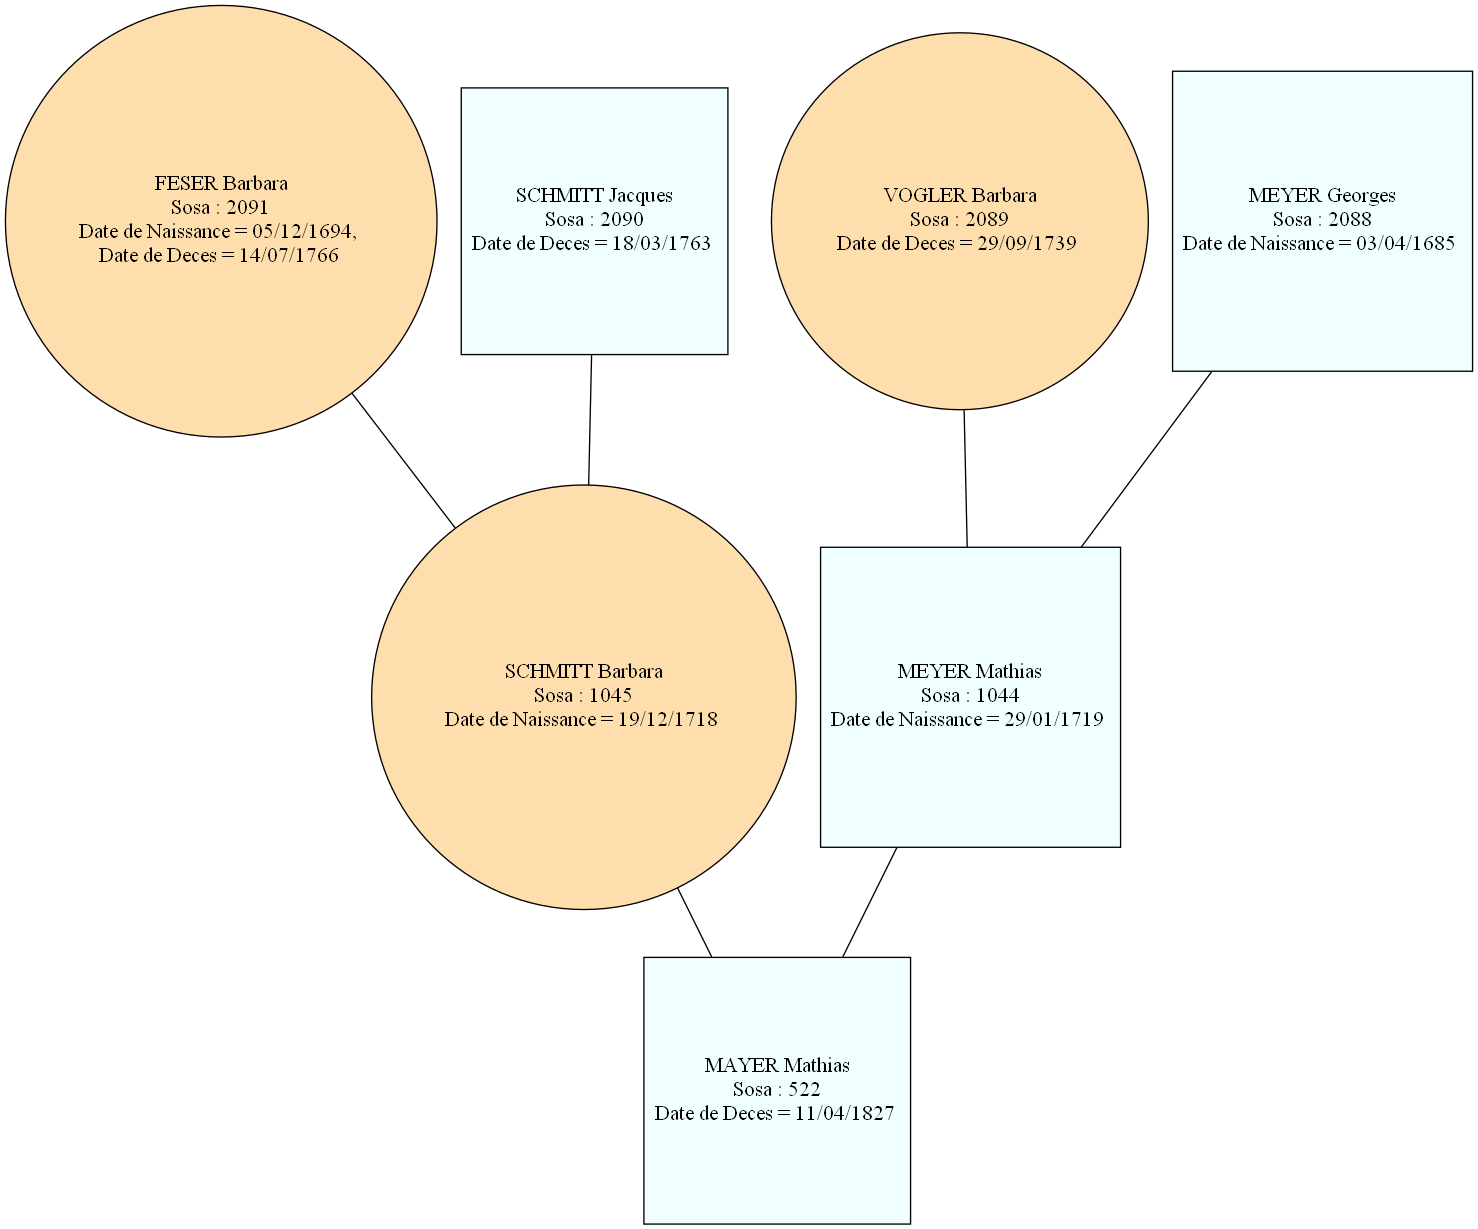 FESER Barbara
Sosa : 2091
Date de Naissance = 05/12/1694,
Date de Deces = 14/07/1766
SCHMITT Jacques
Sosa : 2090
Date de Deces = 18/03/1763
VOGLER Barbara
Sosa : 2089
Date de Deces = 29/09/1739
MEYER Georges
Sosa : 2088
Date de Naissance = 03/04/1685
SCHMITT Barbara
Sosa : 1045
Date de Naissance = 19/12/1718
MEYER Mathias
Sosa : 1044
Date de Naissance = 29/01/1719
MAYER Mathias
Sosa : 522
Date de Deces = 11/04/1827